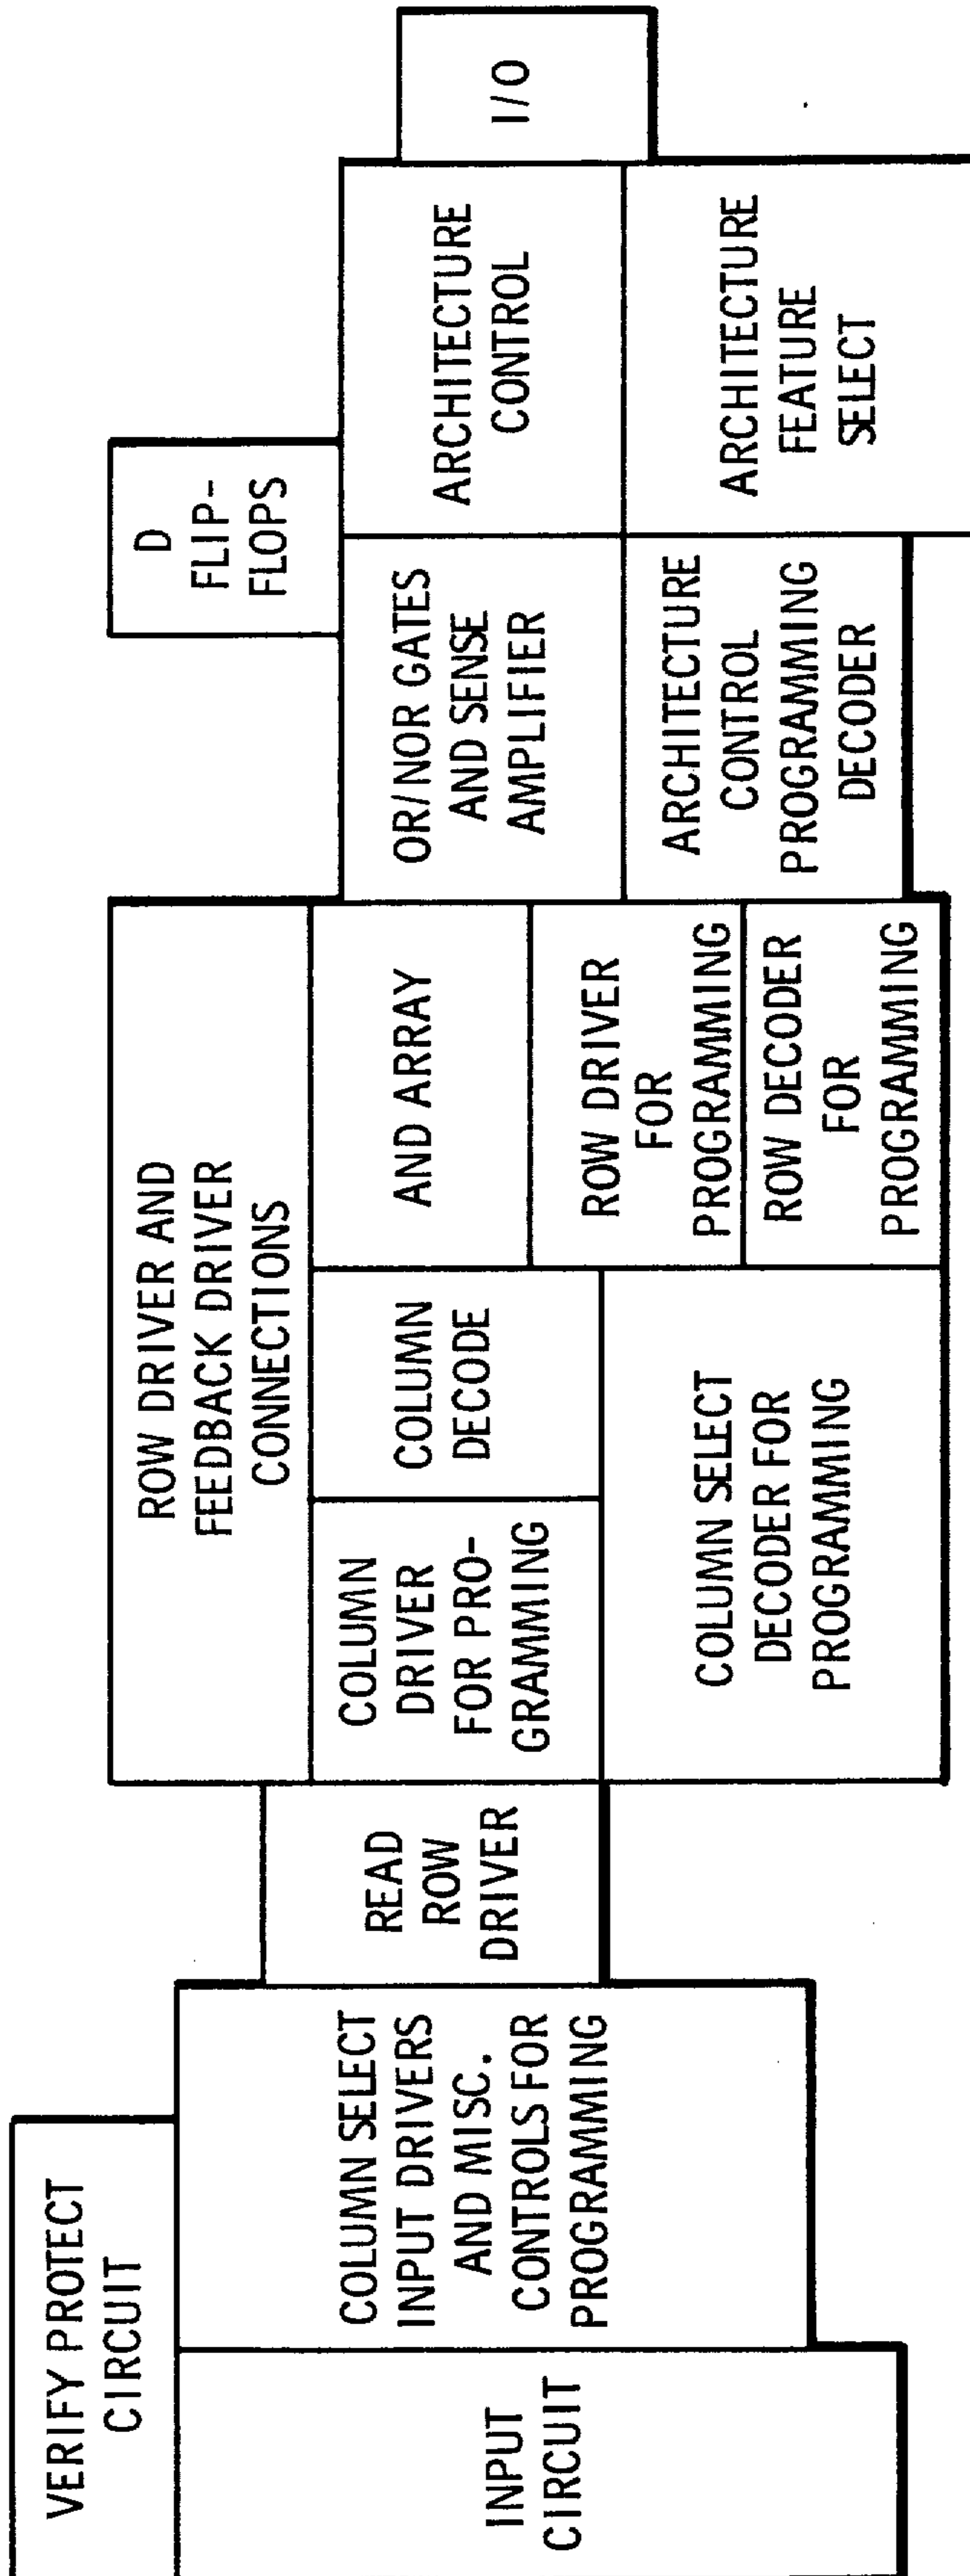 VERIFY PROTECT
CIRCUIT
INPUT
CIRCUIT
COLUMN SELECT
INPUT DRIVERS
AND MISC.
CONTROLS FOR
PROGRAMMING
READ
ROW
DRIVER
ROW DRIVER AND
FEEDBACK DRIVER
CONNECTIONS
COLUMN
DRIVER
FOR PRO-
GRAMMING
COLUMN
DECODE
COLUMN SELECT
DECODER FOR
PROGRAMMING
AND ARRAY
ROW DRIVER
FOR
PROGRAMMING
ROW DECODER
FOR
PROGRAMMING
D
FLIP-
FLOPS
OR/NOR GATES
AND SENSE
AMPLIFIER
ARCHITECTURE
CONTROL
PROGRAMMING
DECODER
ARCHITECTURE
CONTROL
ARCHITECTURE
FEATURE
SELECT
I/O